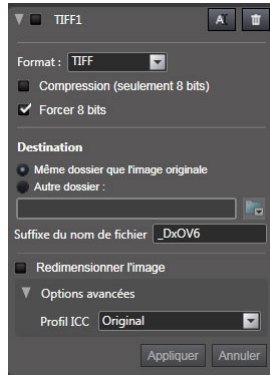 TIFF1 A
Format : TIFF
Compression (seulement 8 bits)
Forcer 8 bits
Destination
Même dossier que l'image originale
Autre dossier :
Suffixe du nom de fichier _DxOV6
Redimensionner l'image
Options avancées
Profil ICC Original
Appliquer Annuler